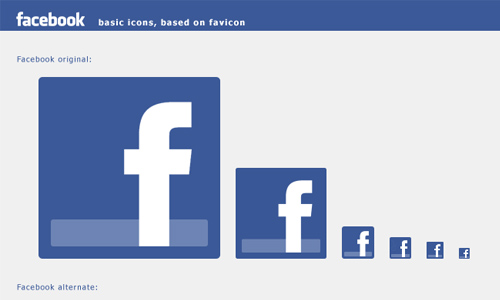 facebook basic icons, based on favicon
Facebook original:
f f f f f f
Facebook alternate: